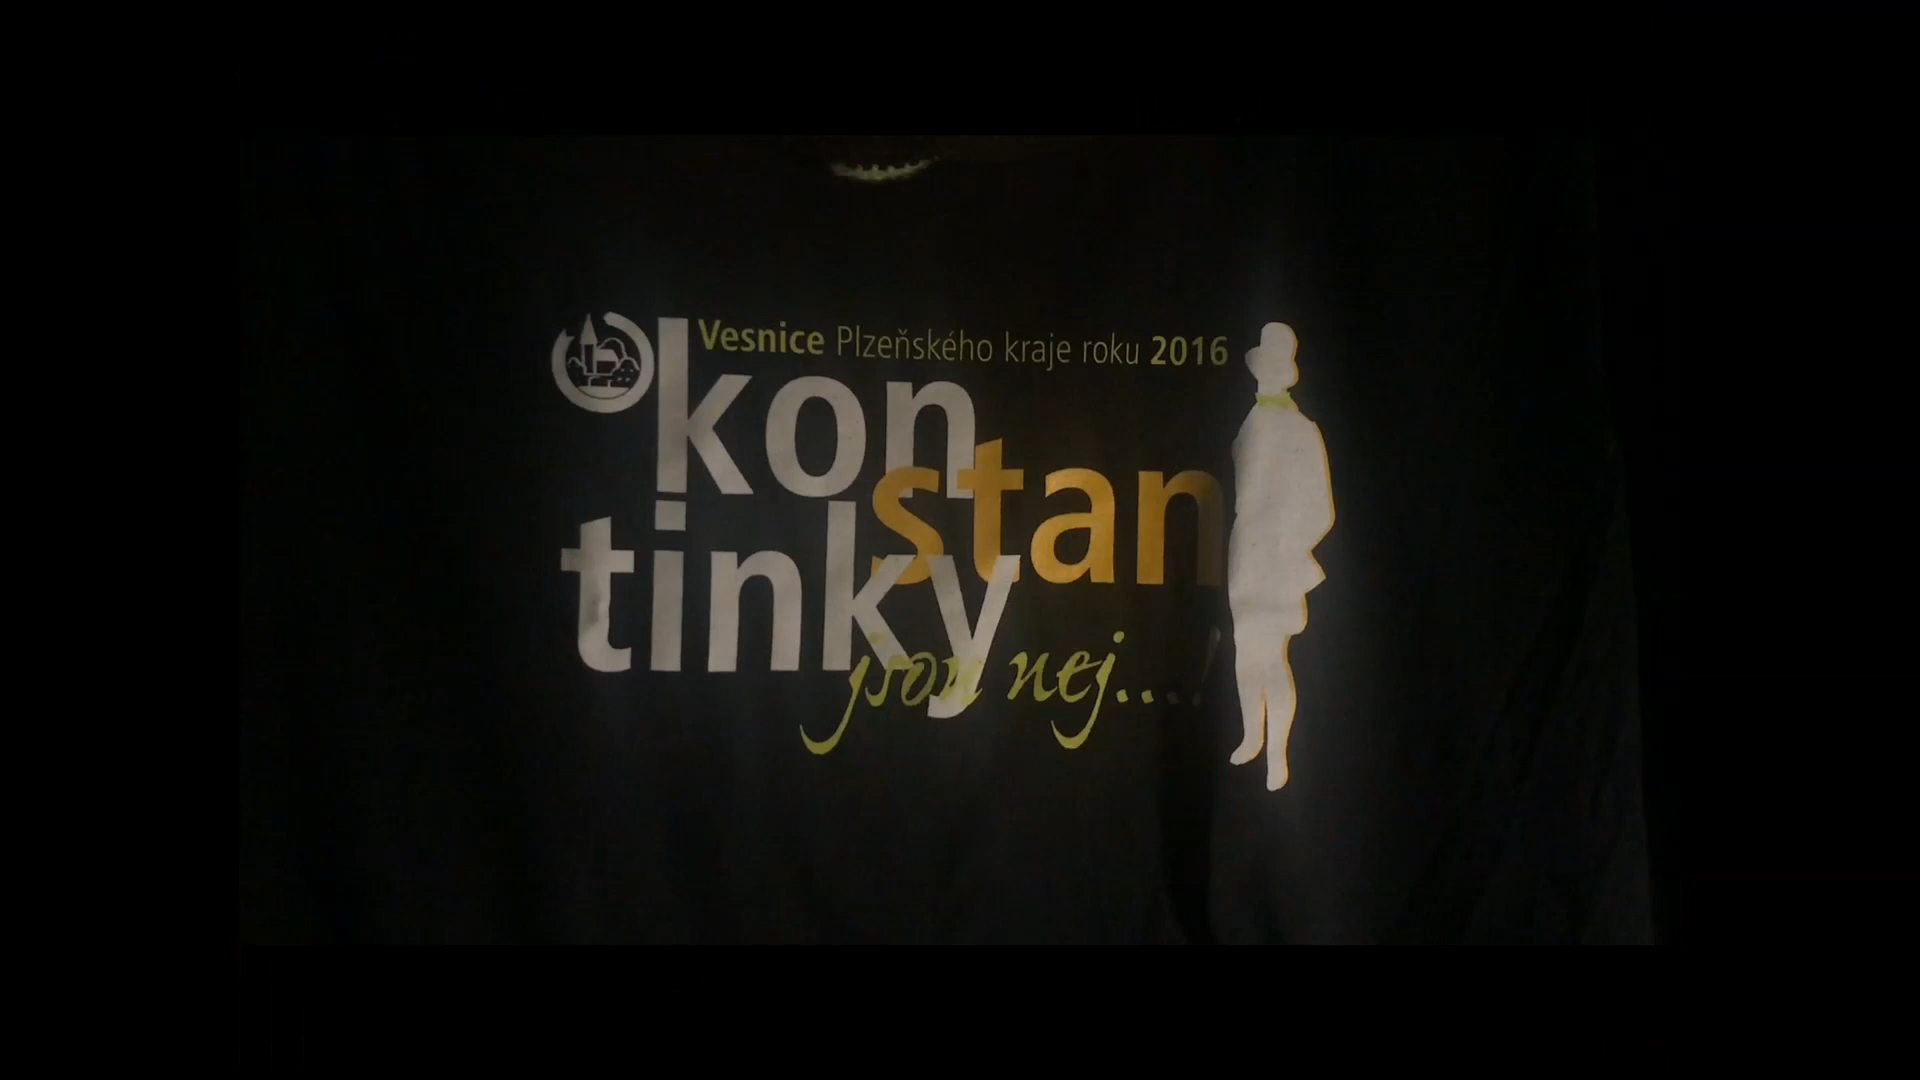 Vesnice Plzeňského kraje roku 2016
kon
stan
tinky
jsou nej...!